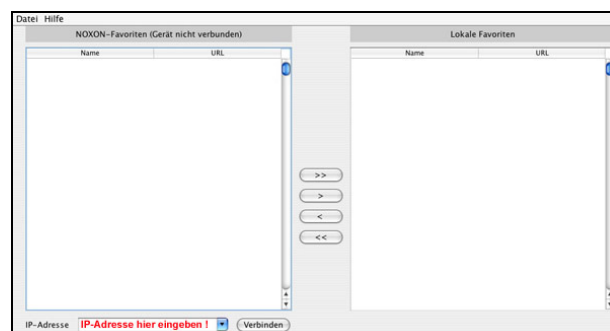 Datei Hilfe
NOXON-Favoriten (Gerät nicht verbunden)
Name URL
>>
>
<
<<
Lokale Favoriten
Name URL
IP-Adresse IP-Adresse hier eingeben ! Verbinden